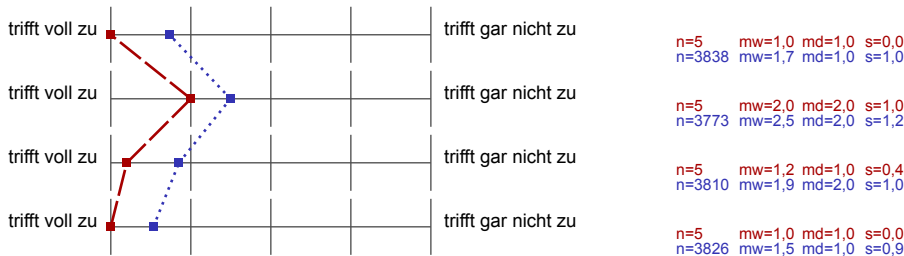 trifft voll zu trifft gar nicht zu
n=5 mw=1,0 md=1,0 s=0,0
n=3838 mw=1,7 md=1,0 s=1,0
trifft voll zu trifft gar nicht zu
n=5 mw=2,0 md=2,0 s=1,0
n=3773 mw=2,5 md=2,0 s=1,2
trifft voll zu trifft gar nicht zu
n=5 mw=1,2 md=1,0 s=0,4
n=3810 mw=1,9 md=2,0 s=1,0
trifft voll zu trifft gar nicht zu
n=5 mw=1,0 md=1,0 s=0,0
n=3826 mw=1,5 md=1,0 s=0,9